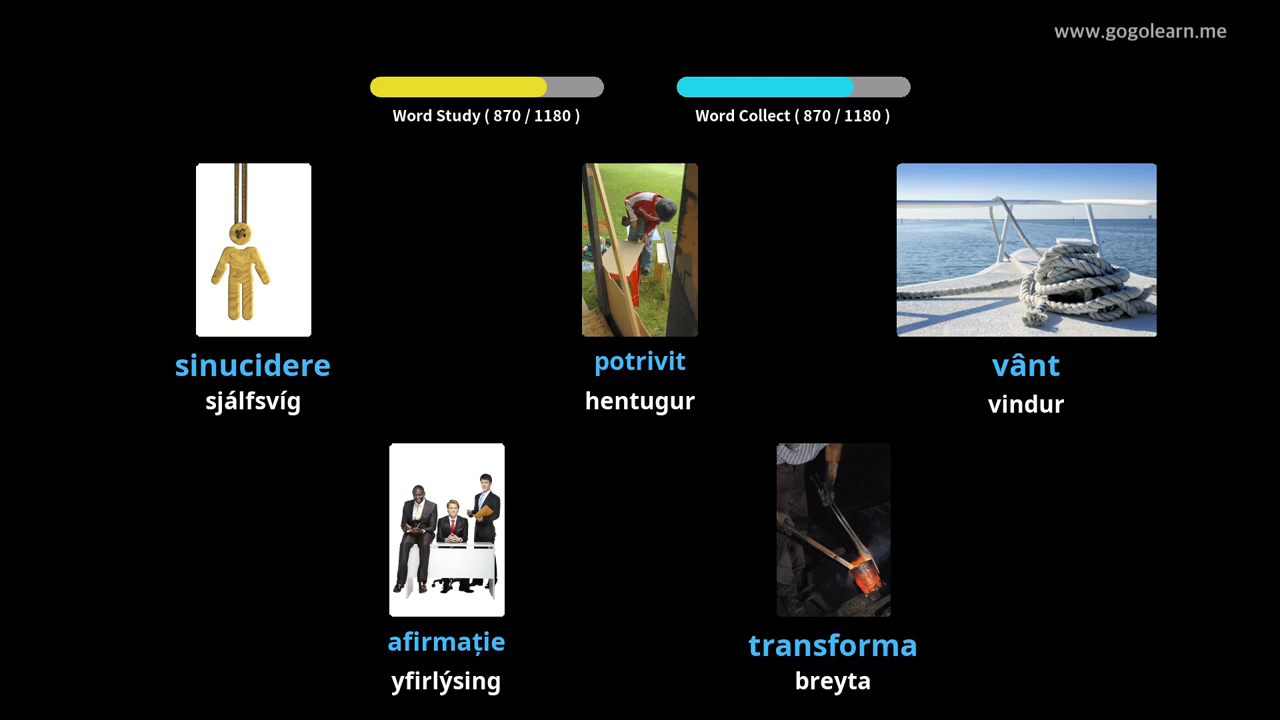 www.gogolearn.me
Word Study ( 870 / 1180 )
Word Collect ( 870 / 1180 )
sinucidere
sjálfsvíg
potrivit
hentugur
vânt
vindur
afirmație
yfirlýsing
transforma
breyta